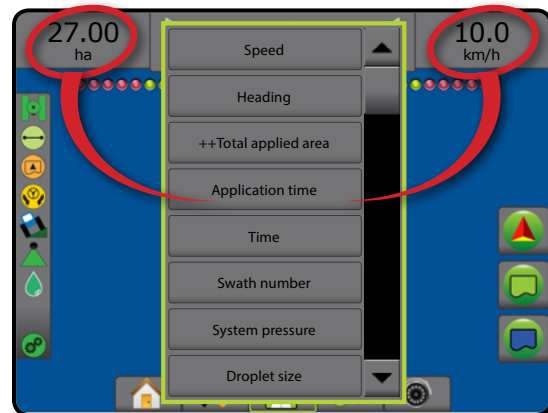 27.00
ha
10.0
km/h
Speed
Heading
++Total applied area
Application time
Time
Swath number
System pressure
Droplet size